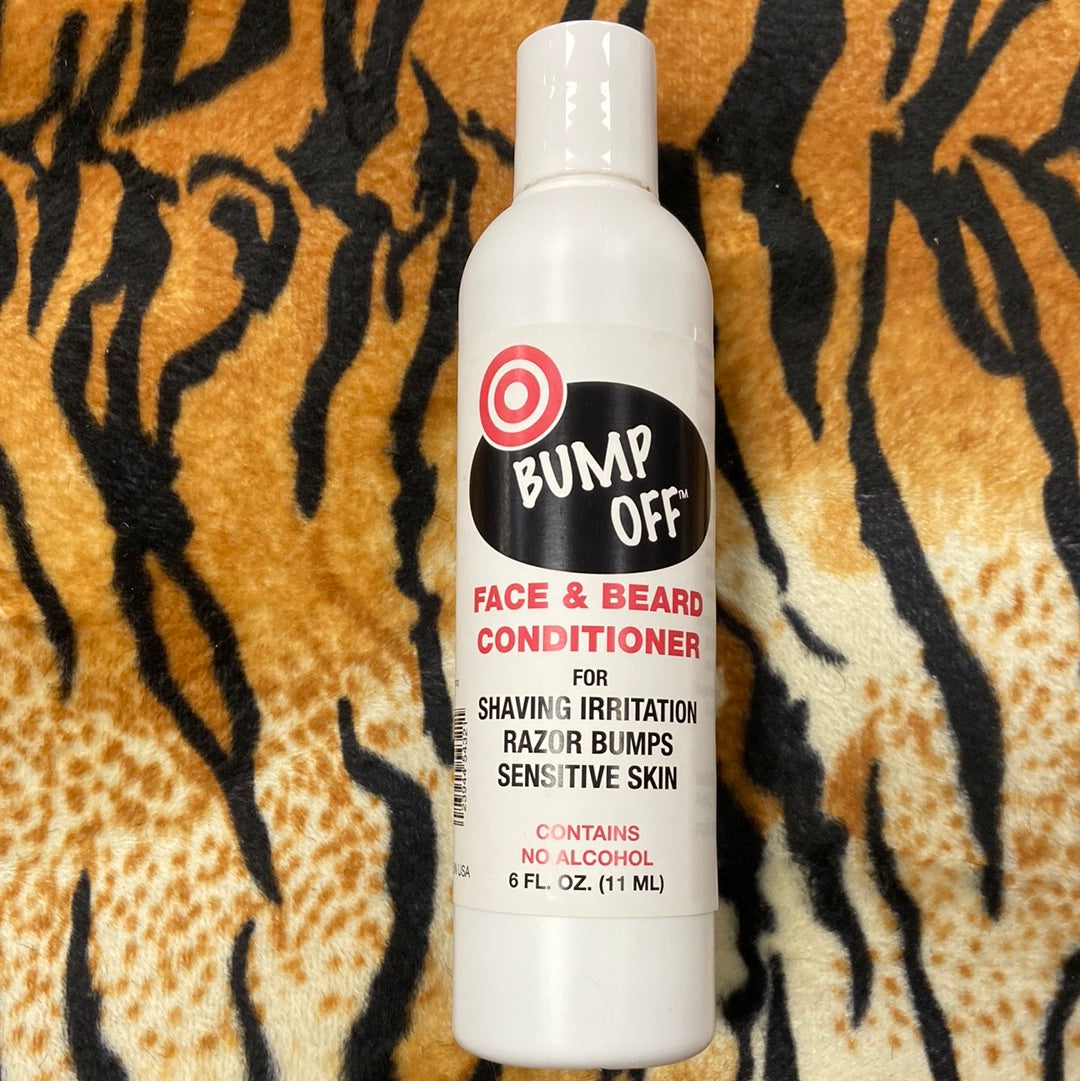 BUMP
OFF™
FACE & BEARD
CONDITIONER
FOR
SHAVING IRRITATION
RAZOR BUMPS
SENSITIVE SKIN
CONTAINS
NO ALCOHOL
6 FL. OZ. (11 ML)
USA